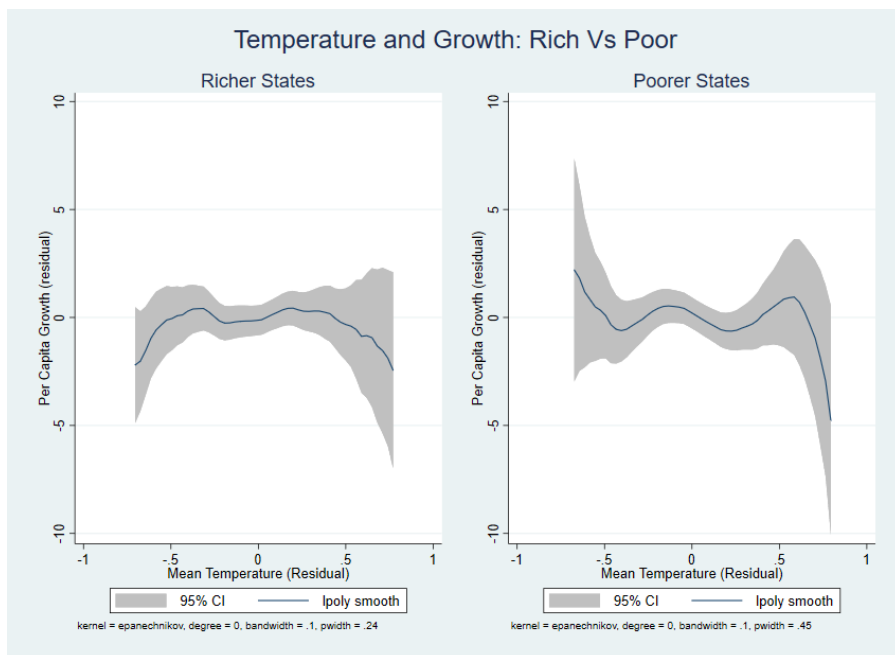 Temperature and Growth: Rich Vs Poor
Richer States
Per Capita Growth (residual)
10
5
0
-5
-10
-1
-.5
0
.5
1
Mean Temperature (Residual)
95% CI
lpoly smooth
kernel = epanechnikov, degree = 0, bandwidth = .1, pwidth = .24
Poorer States
Per Capita Growth (residual)
10
5
0
-5
-10
-1
-.5
0
.5
1
Mean Temperature (Residual)
95% CI
lpoly smooth
kernel = epanechnikov, degree = 0, bandwidth = .1, pwidth = .45